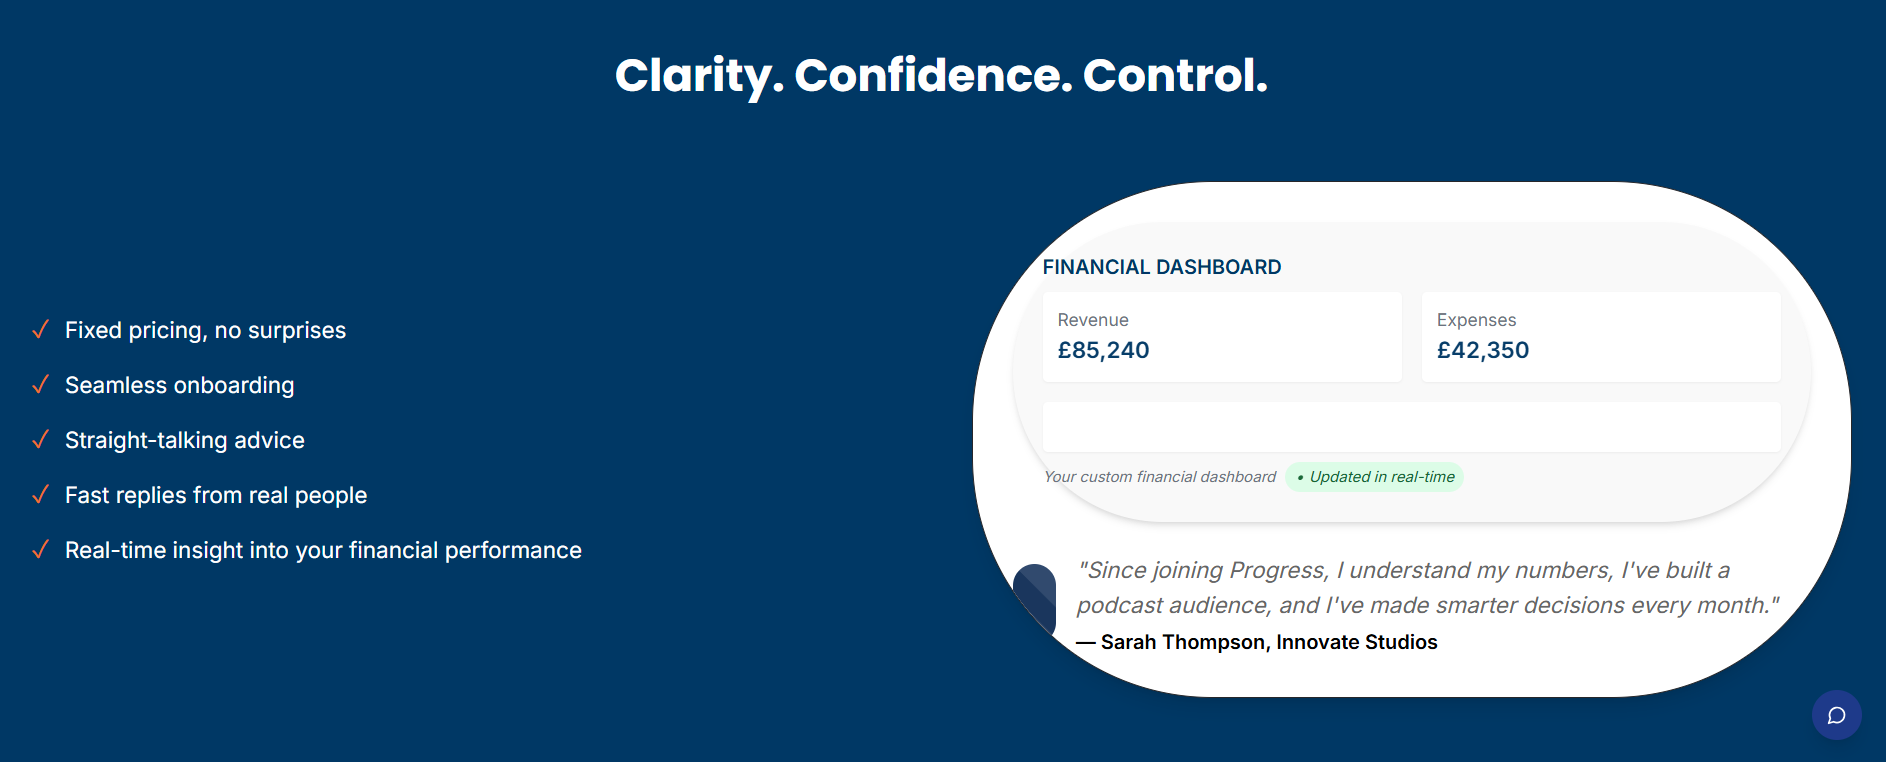 Clarity. Confidence. Control.
✓ Fixed pricing, no surprises
✓ Seamless onboarding
✓ Straight-talking advice
✓ Fast replies from real people
✓ Real-time insight into your financial performance
FINANCIAL DASHBOARD
Revenue
£85,240
Expenses
£42,350
Your custom financial dashboard • Updated in real-time
"Since joining Progress, I understand my numbers, I've built a
podcast audience, and I've made smarter decisions every month."
— Sarah Thompson, Innovate Studios